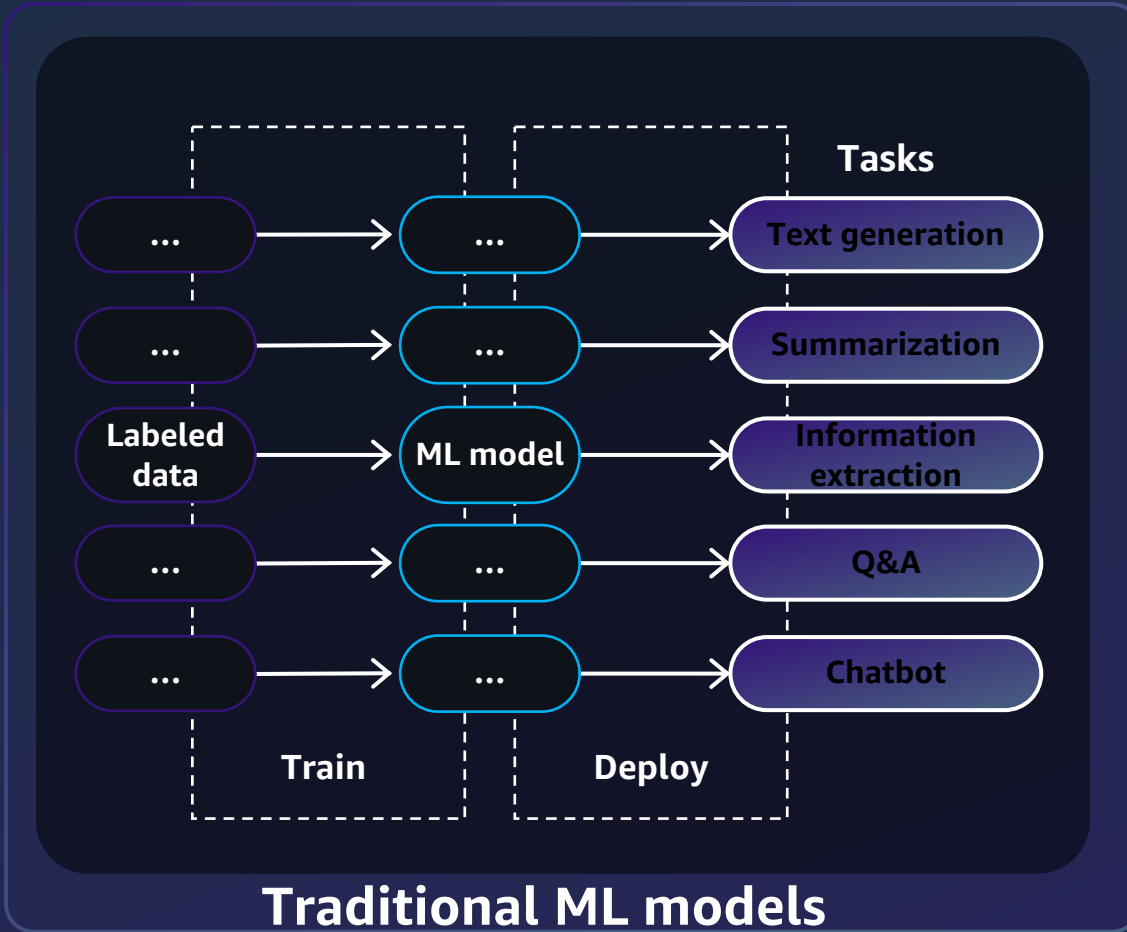 Tasks
...
...
Text generation
...
...
Summarization
Labeled
data
ML model
Information
extraction
...
...
Q&A
...
...
Chatbot
Train
Deploy
Traditional ML models